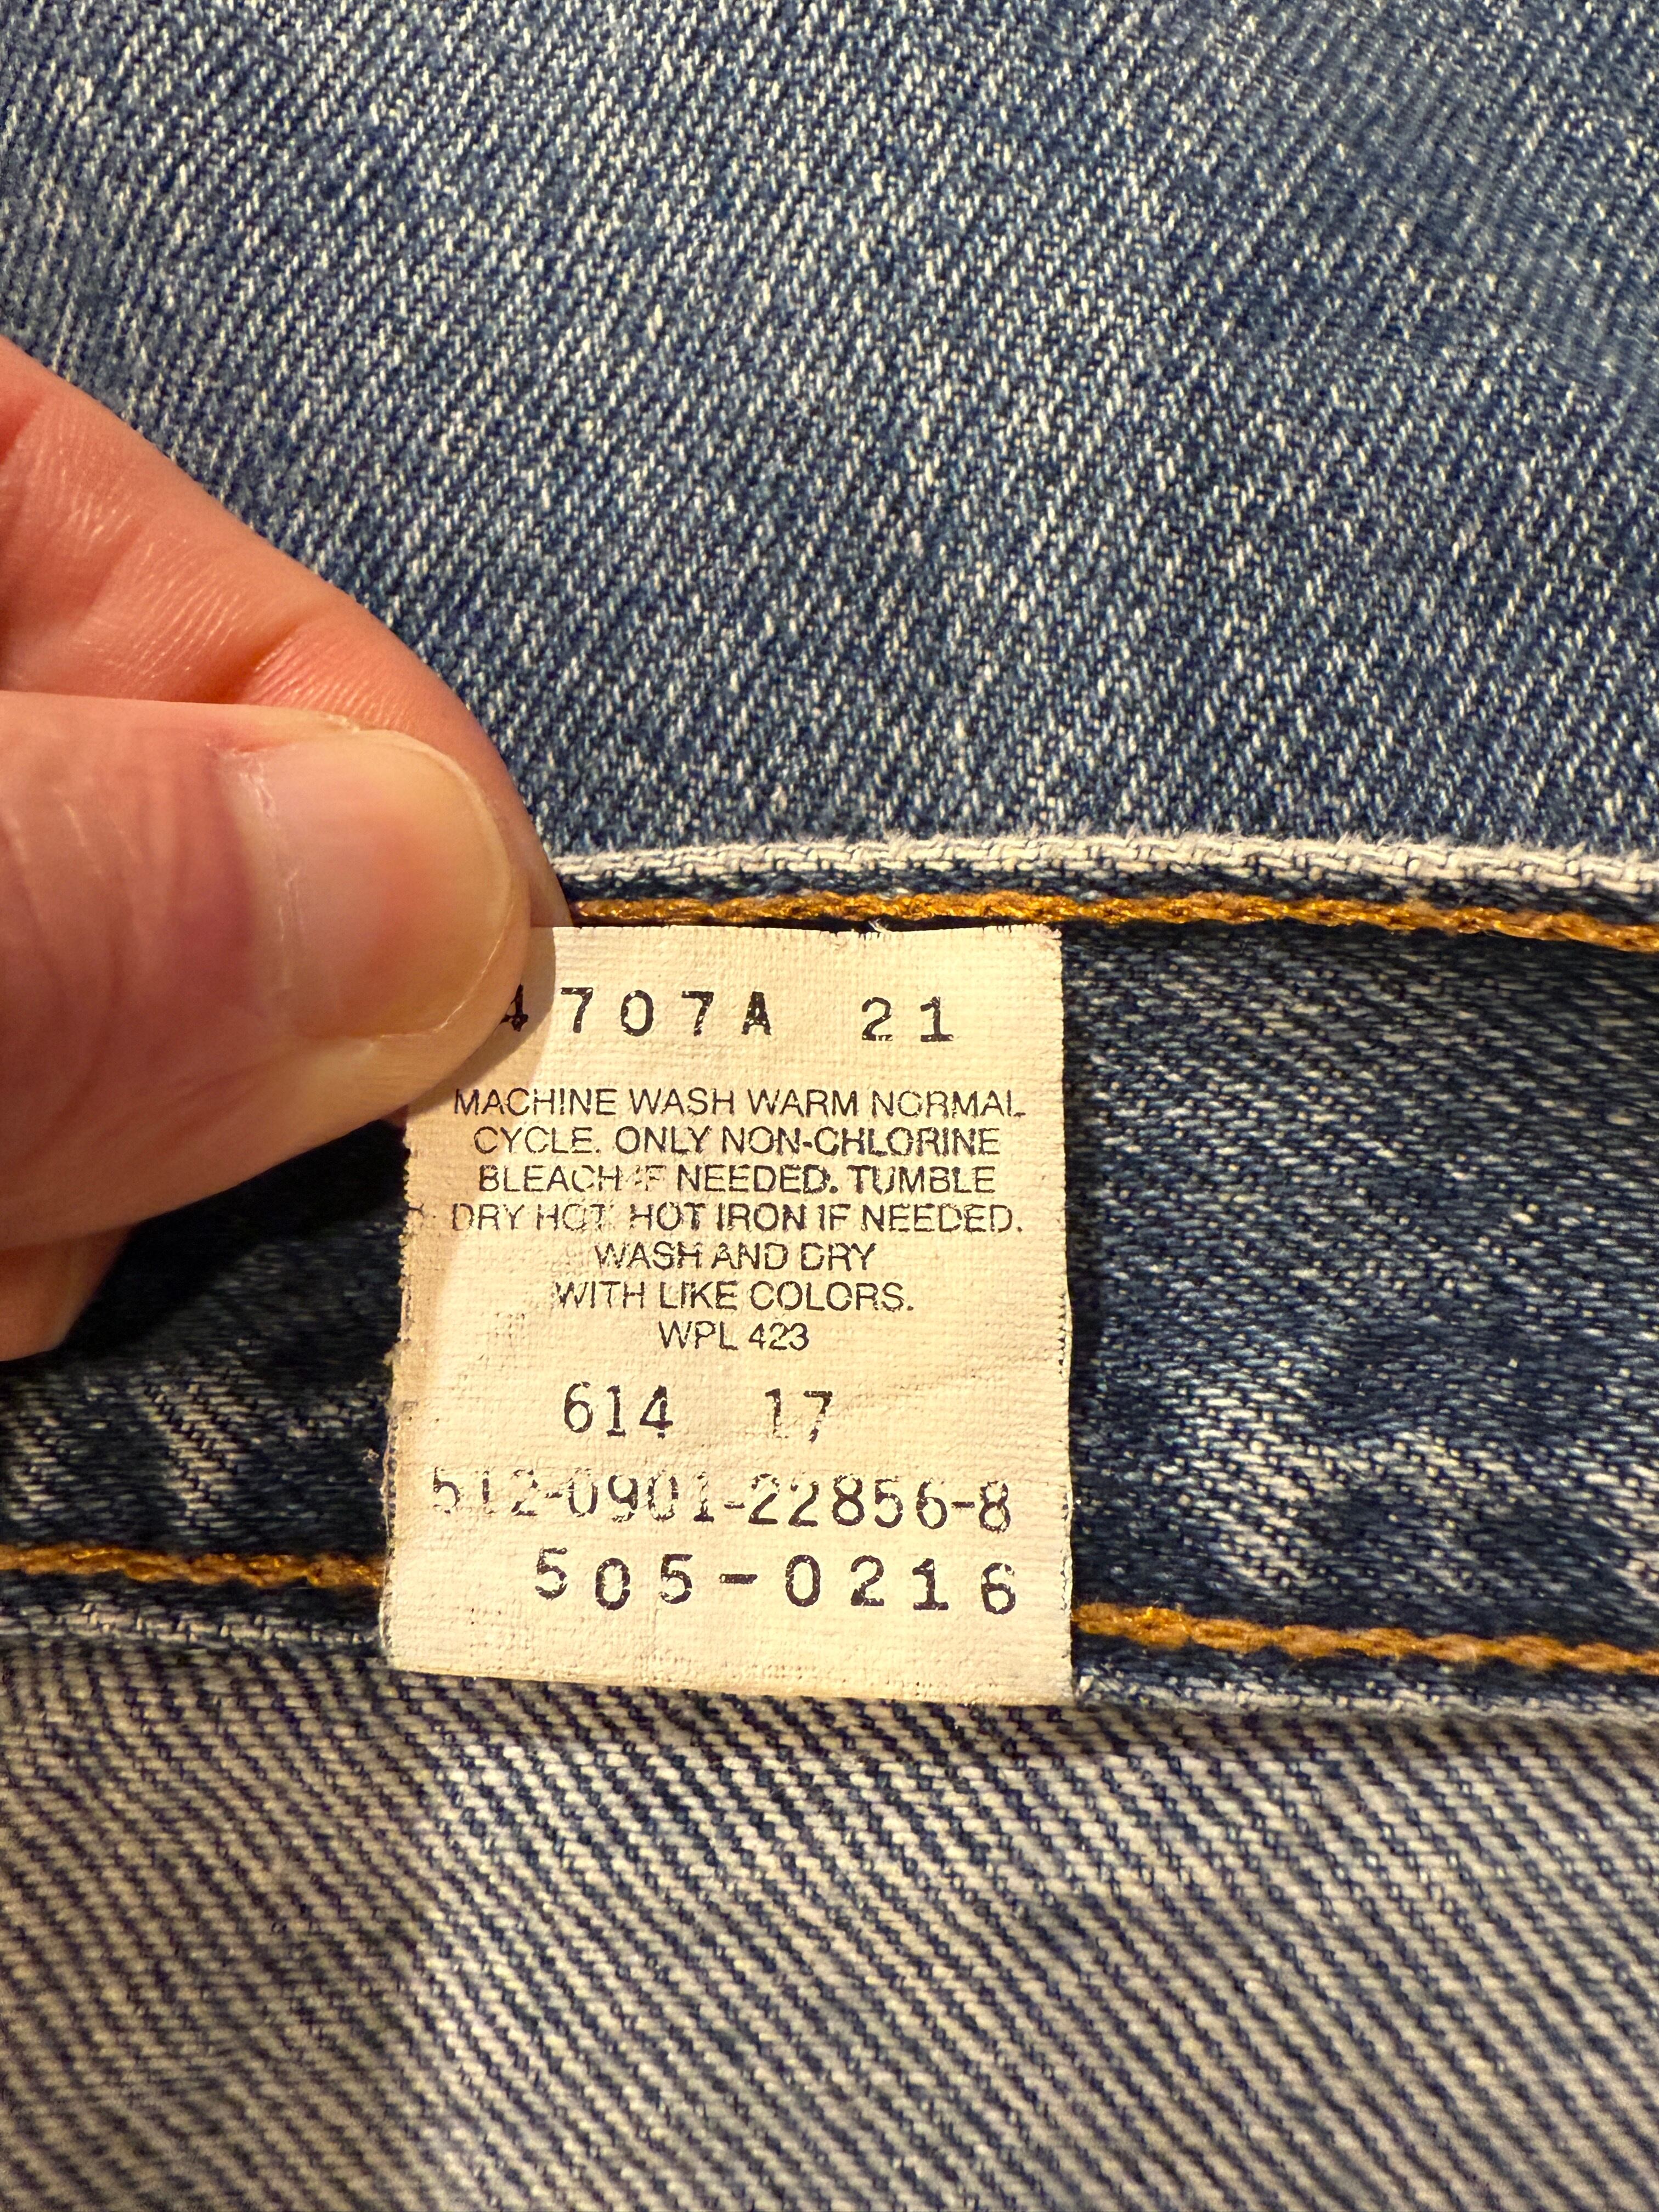 4707A 21
MACHINE WASH WARM NORMAL
CYCLE. ONLY NON-CHLORINE
BLEACH IF NEEDED. TUMBLE
DRY HOT. HOT IRON IF NEEDED.
WASH AND DRY
WITH LIKE COLORS.
WPL 423
614 17
512-0901-22856-8
505-0216